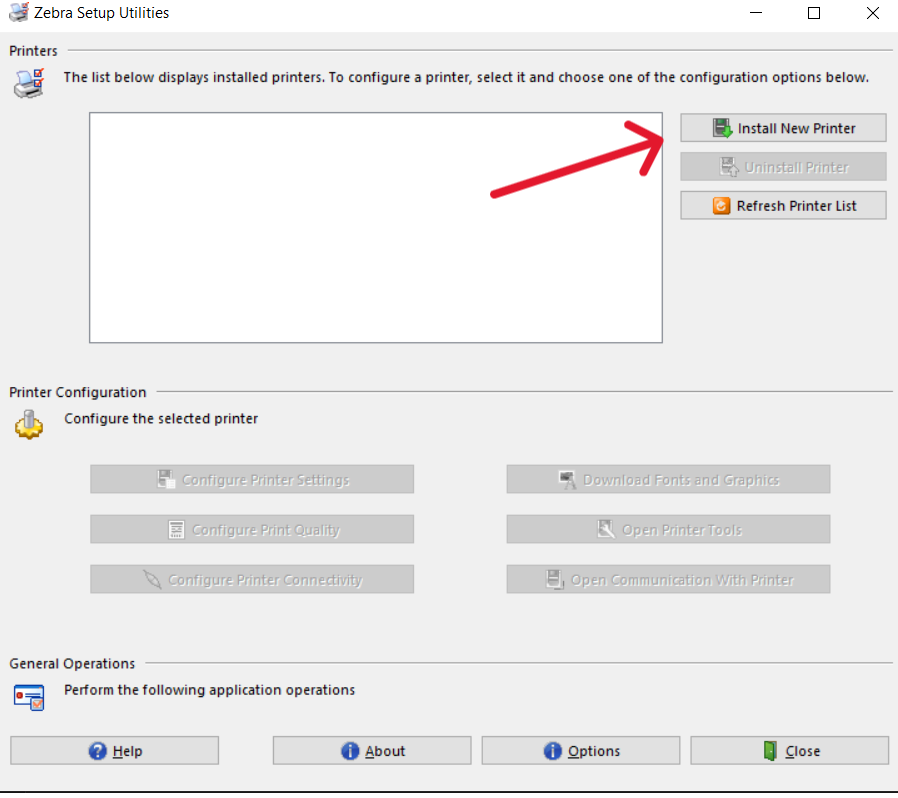 Zebra Setup Utilities
Printers
The list below displays installed printers. To configure a printer, select it and choose one of the configuration options below.
Install New Printer
Uninstall Printer
Refresh Printer List
Printer Configuration
Configure the selected printer
Configure Printer Settings
Download Fonts and Graphics
Configure Print Quality
Open Printer Tools
Configure Printer Connectivity
Open Communication With Printer
General Operations
Perform the following application operations
Help
About
Options
Close